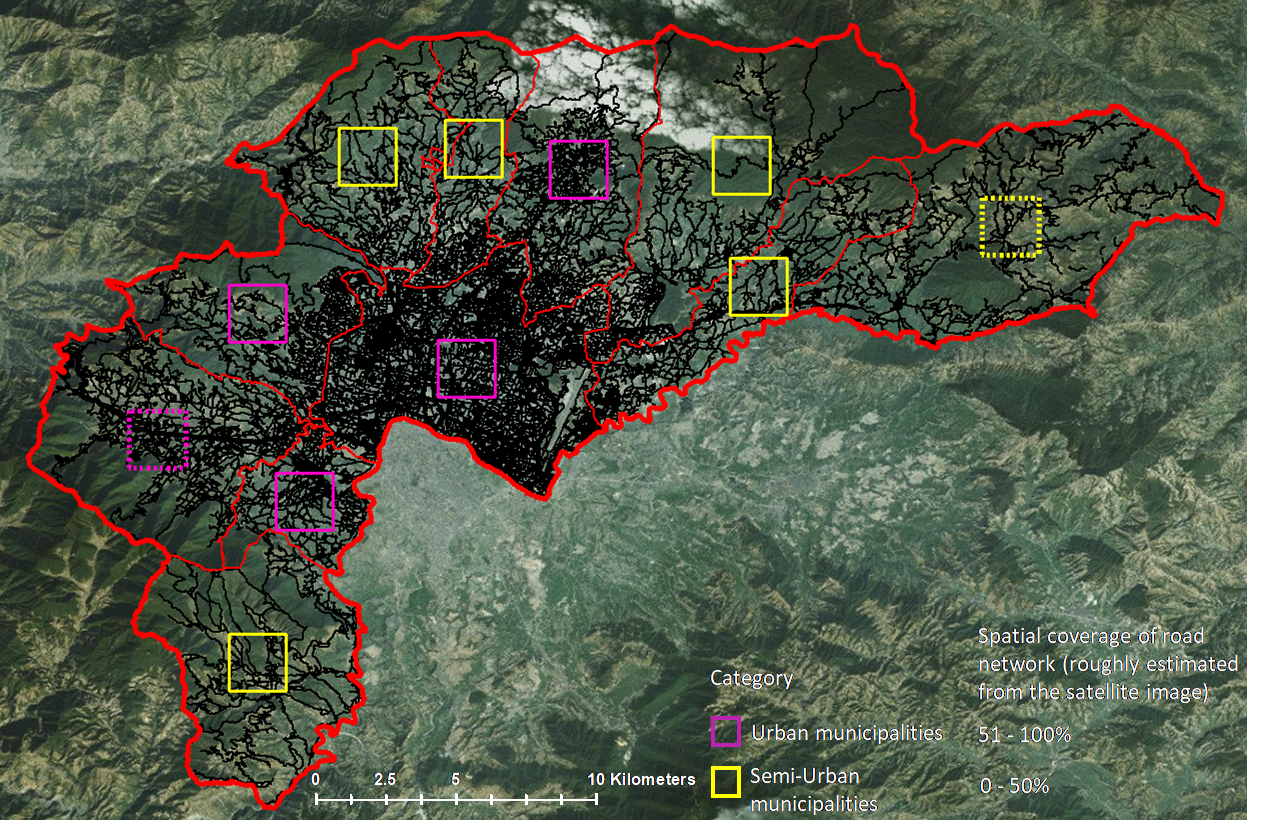 Spatial coverage of road
network (roughly estimated
from the satellite image)
Category
Urban municipalities
51 - 100%
Semi-Urban
municipalities
0 - 50%
0 2.5 5 10 Kilometers